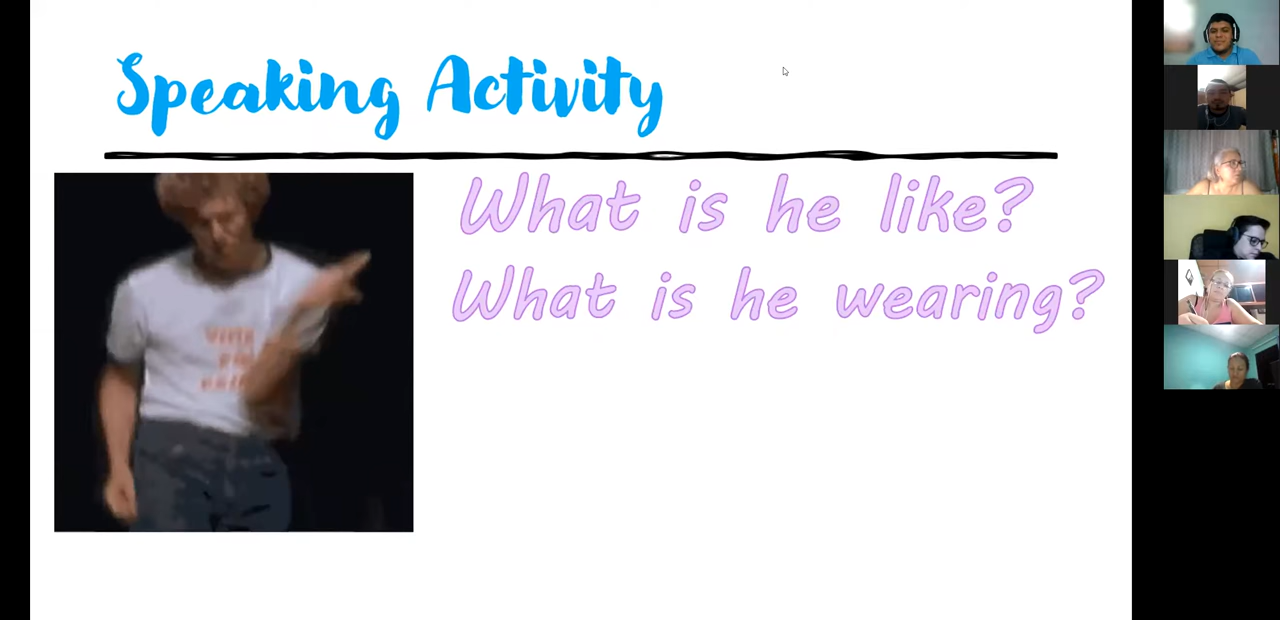 Speaking Activity
What is he like?
What is he wearing?